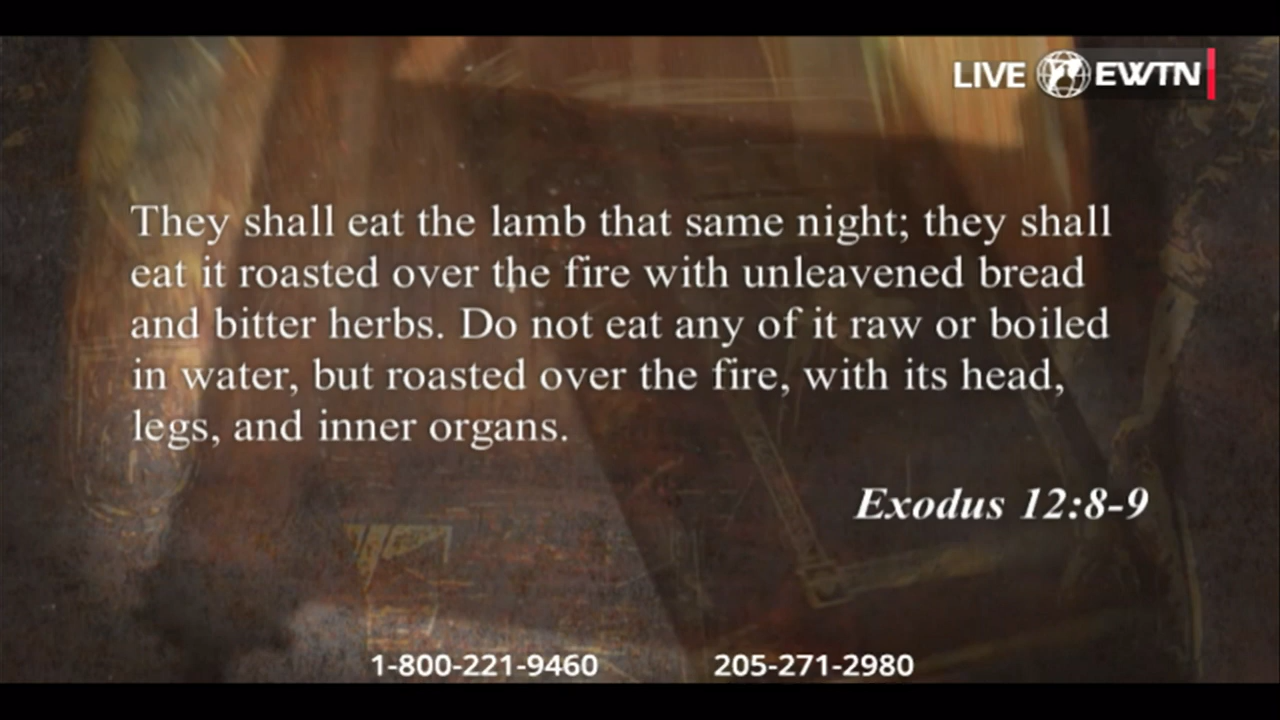 LIVE EWTN
They shall eat the lamb that same night; they shall
eat it roasted over the fire with unleavened bread
and bitter herbs. Do not eat any of it raw or boiled
in water, but roasted over the fire, with its head,
legs, and inner organs.
Exodus 12:8-9
1-800-221-9460 205-271-2980